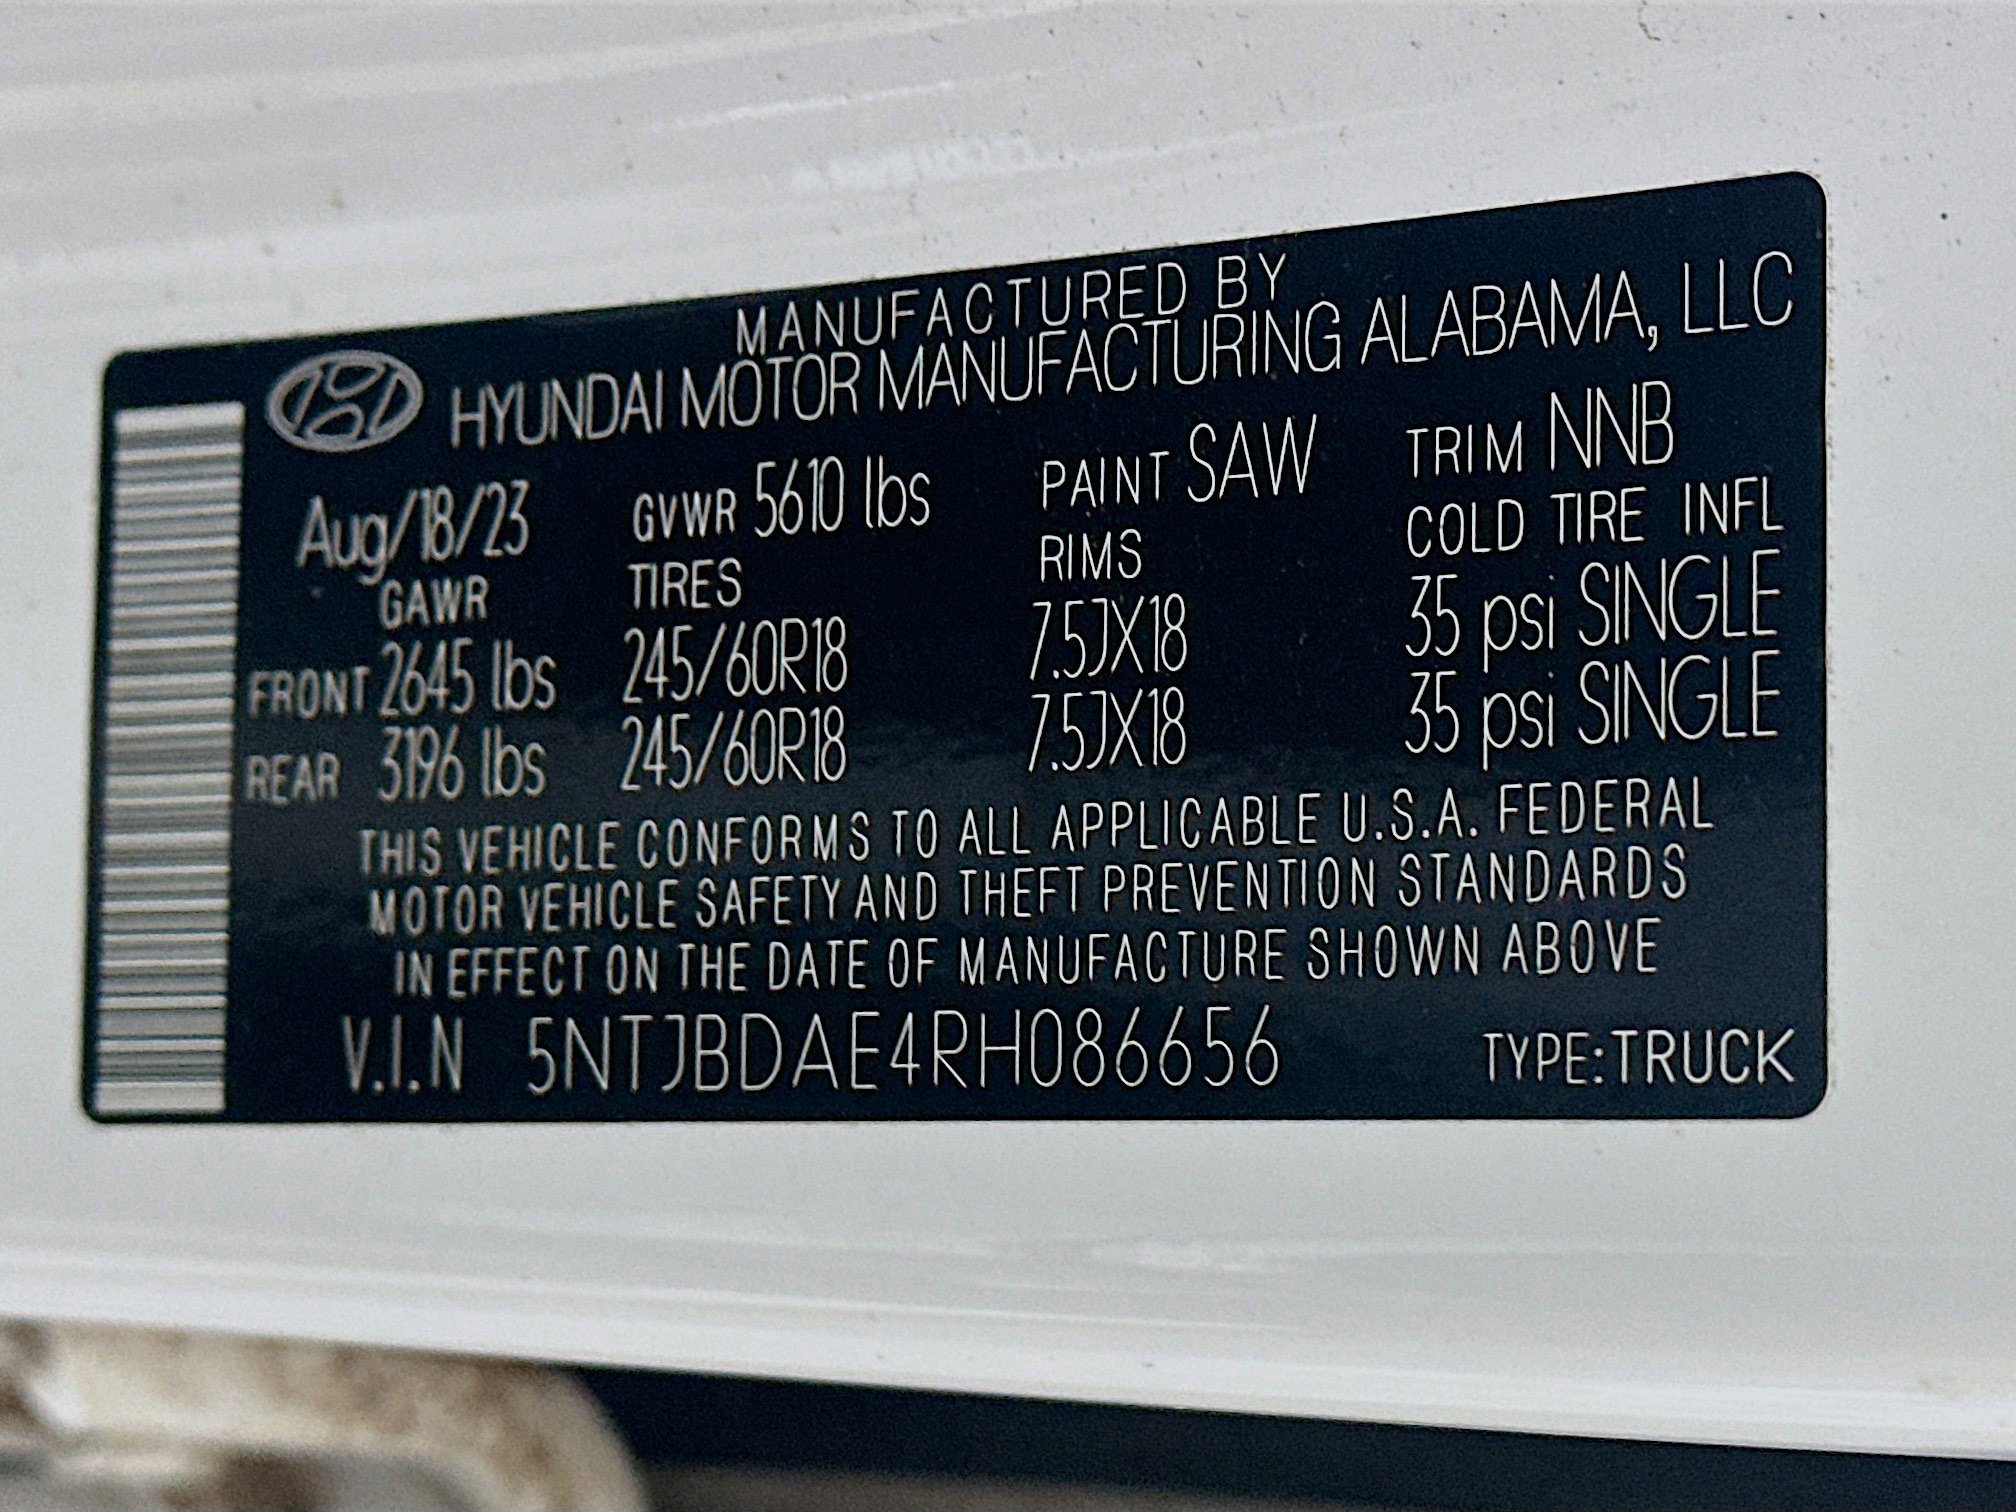 MANUFACTURED BY
HYUNDAI MOTOR MANUFACTURING ALABAMA, LLC
Aug/18/23 GVWR 5610 lbs PAINT SAW TRIM NNB
GAWR TIRES RIMS COLD TIRE INFL
FRONT 2645 lbs 245/60R18 7.5JX18 35 psi SINGLE
REAR 3196 lbs 245/60R18 7.5JX18 35 psi SINGLE
THIS VEHICLE CONFORMS TO ALL APPLICABLE U.S.A. FEDERAL
MOTOR VEHICLE SAFETY AND THEFT PREVENTION STANDARDS
IN EFFECT ON THE DATE OF MANUFACTURE SHOWN ABOVE
V.I.N 5NTJBDAE4RH086656 TYPE:TRUCK